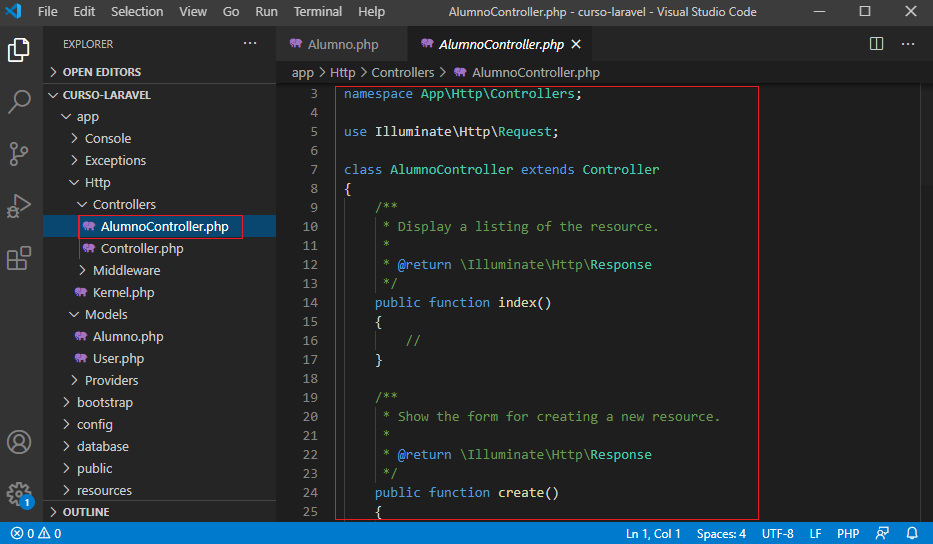 File Edit Selection View Go Run Terminal Help AlumnoController.php - curso-laravel - Visual Studio Code
EXPLORER ···
OPEN EDITORS
CURSO-LARAVEL
app
Console
Exceptions
Http
Controllers
AlumnoController.php
Controller.php
Middleware
Kernel.php
Models
Alumno.php
User.php
Providers
bootstrap
config
database
public
resources
OUTLINE
1
Alumno.php AlumnoController.php
app > Http > Controllers > AlumnoController.php
3 namespace App\Http\Controllers;
4
5 use Illuminate\Http\Request;
6
7 class AlumnoController extends Controller
8 {
9 /**
10 * Display a listing of the resource.
11 *
12 * @return \Illuminate\Http\Response
13 */
14 public function index()
15 {
16 //
17 }
18
19 /**
20 * Show the form for creating a new resource.
21 *
22 * @return \Illuminate\Http\Response
23 */
24 public function create()
25 {
0 0 Ln 1, Col 1 Spaces: 4 UTF-8 LF PHP